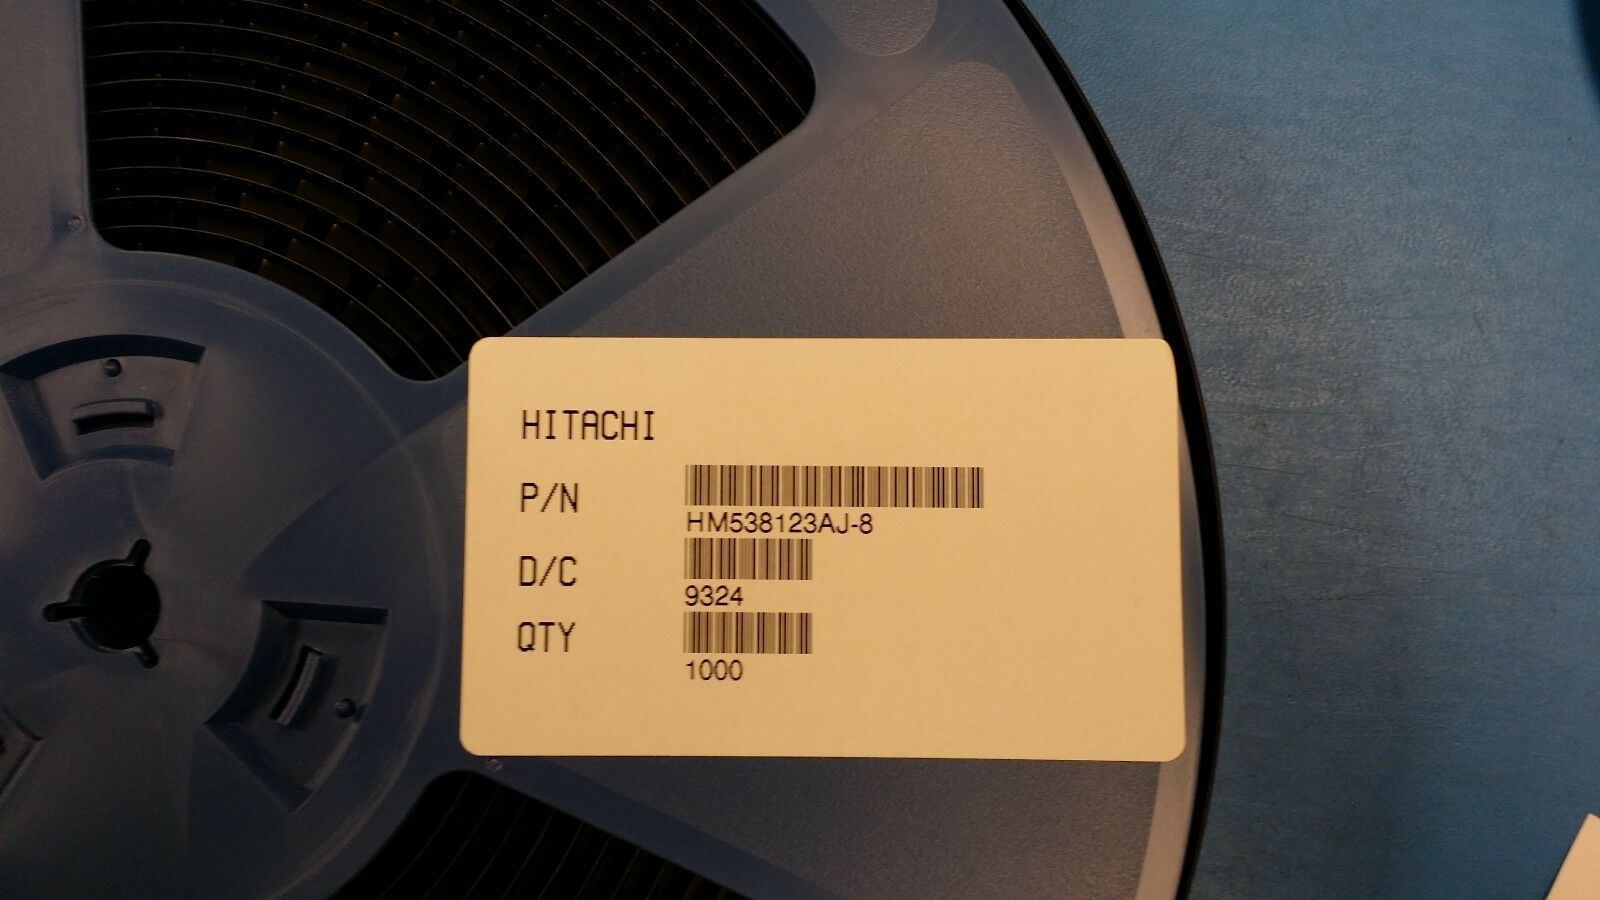 HITACHI
P/N
HM538123AJ-8
D/C
9324
QTY
1000